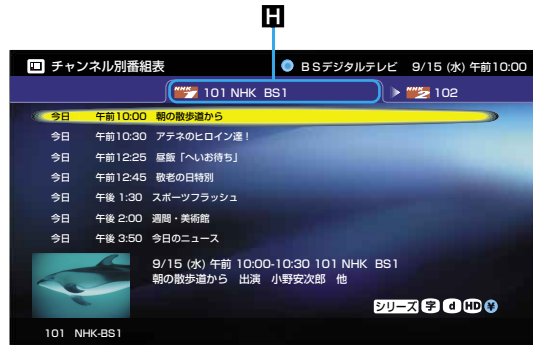 H
チャンネル別番組表 BSデジタルテレビ 9/15 (水) 午前10:00
NHK 1 101 NHK BS1 NHK 2 102
今日 午前10:00 朝の散歩道から
今日 午前10:30 アテネのヒロイン達！
今日 午前12:25 昼飯「へいお待ち」
今日 午前12:45 敬老の日特別
今日 午後 1:30 スポーツフラッシュ
今日 午後 2:00 週間・美術館
今日 午後 3:50 今日のニュース
9/15 (水) 午前 10:00-10:30 101 NHK BS1
朝の散歩道から 出演 小野安次郎 他
シリーズ 字 d HD ¥
101 NHK-BS1